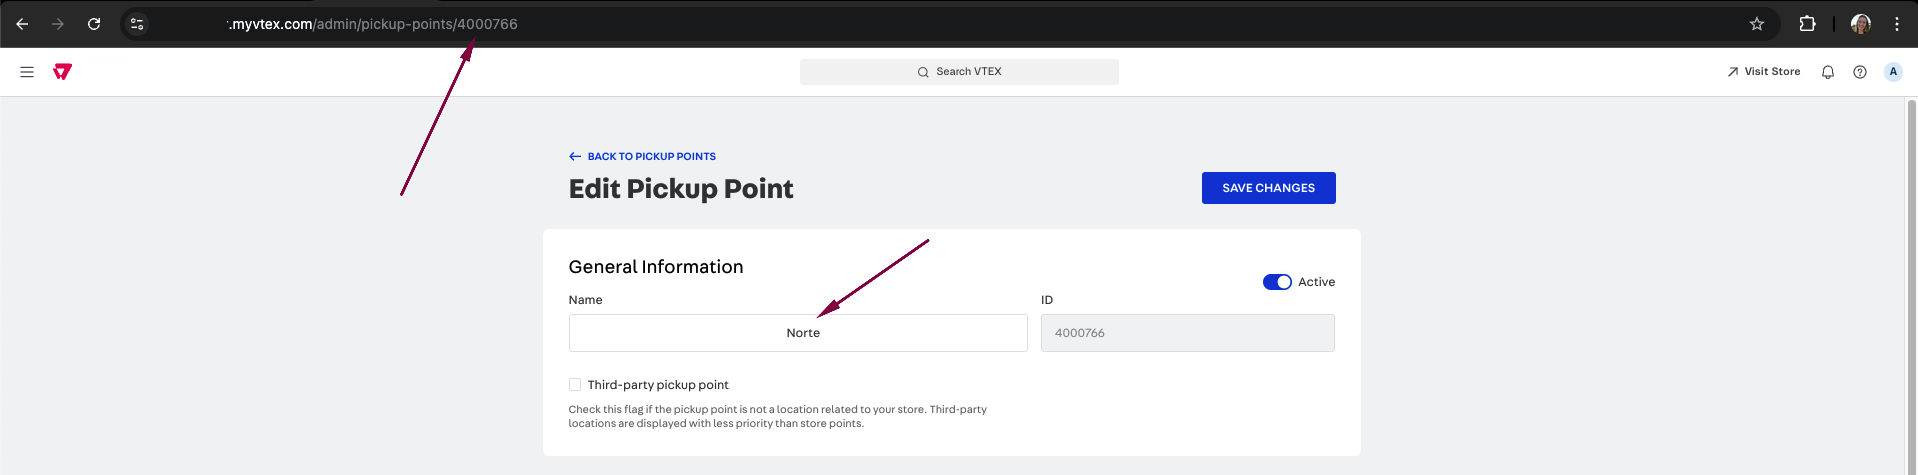 .myvtex.com/admin/pickup-points/4000766
Search VTEX
Visit Store
A
BACK TO PICKUP POINTS
Edit Pickup Point
SAVE CHANGES
General Information
Active
Name
ID
Norte
4000766
Third-party pickup point
Check this flag if the pickup point is not a location related to your store. Third-party
locations are displayed with less priority than store points.